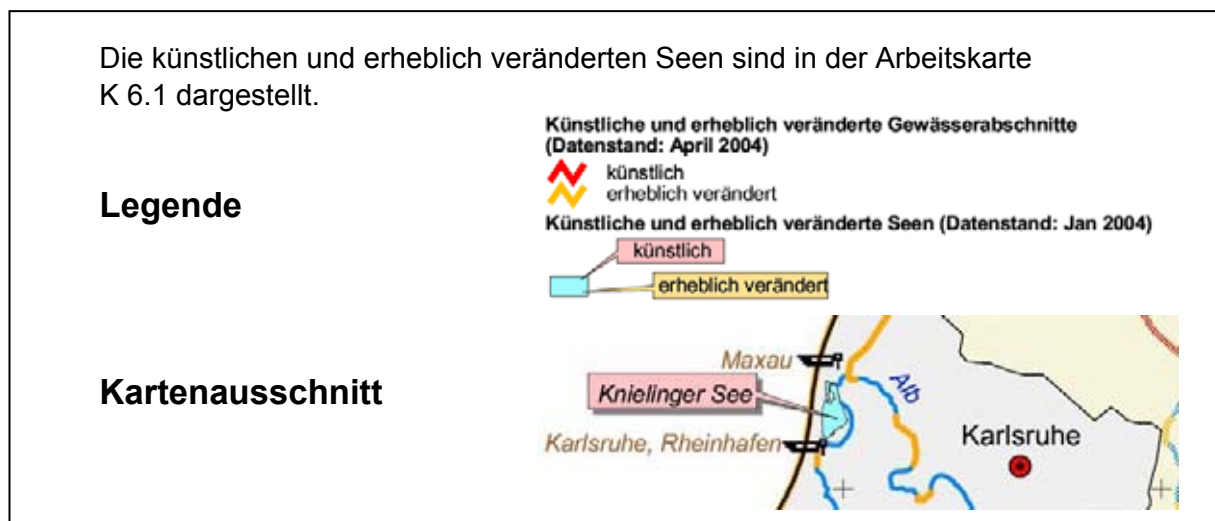 Die künstlichen und erheblich veränderten Seen sind in der Arbeitskarte
K 6.1 dargestellt.
Legende
Künstliche und erheblich veränderte Gewässerabschnitte
(Datenstand: April 2004)
künstlich
erheblich verändert
Künstliche und erheblich veränderte Seen (Datenstand: Jan 2004)
künstlich
erheblich verändert
Kartenausschnitt
Maxau
Knielinger See
Alb
Karlsruhe, Rheinhafen
Karlsruhe